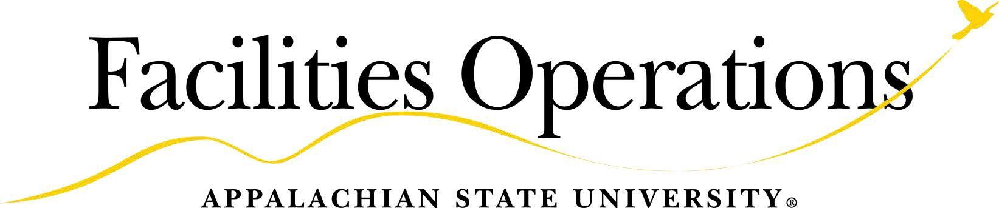 Facilities Operations
APPALACHIAN STATE UNIVERSITY®